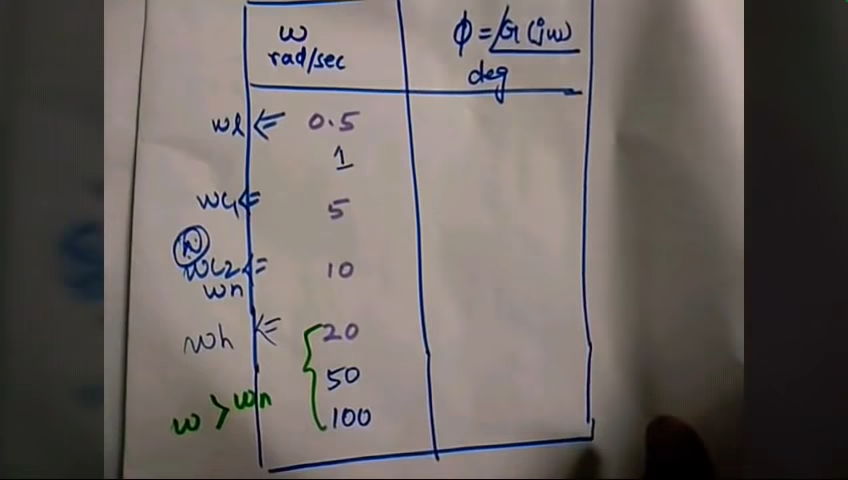 ω
rad/sec
ϕ = ∠G(jω)
deg
ωl ⇐ 0.5
1
ωc1 ⇐ 5
ωc2 ⇐ 10
ωn
ωh ⇐ 20
50
ω > ωn
100